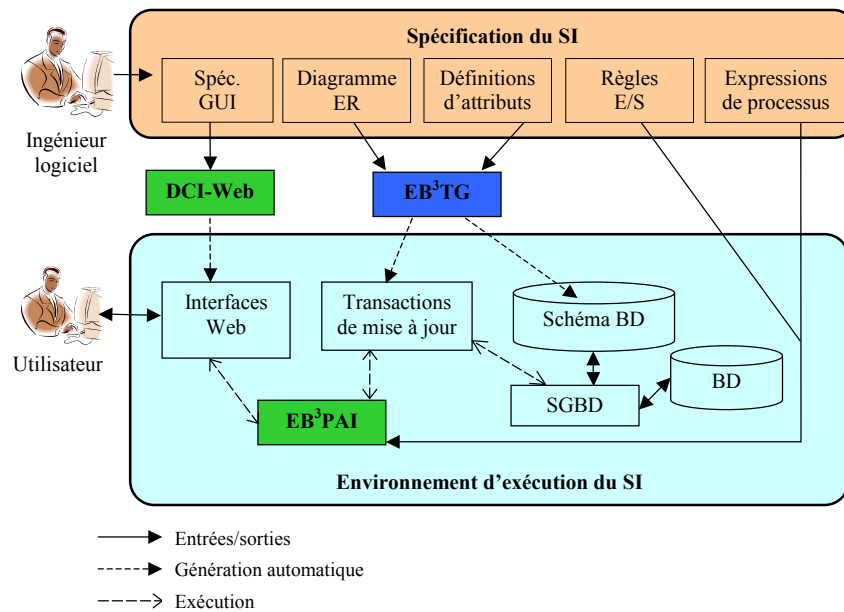 Spécification du SI
Spéc.
GUI
Diagramme
ER
Définitions
d'attributs
Règles
E/S
Expressions
de processus
Ingénieur
logiciel
DCI-Web
EB³TG
Interfaces
Web
Transactions
de mise à jour
Schéma BD
Utilisateur
SGBD
BD
EB³PAI
Environnement d'exécution du SI
Entrées/sorties
Génération automatique
Exécution